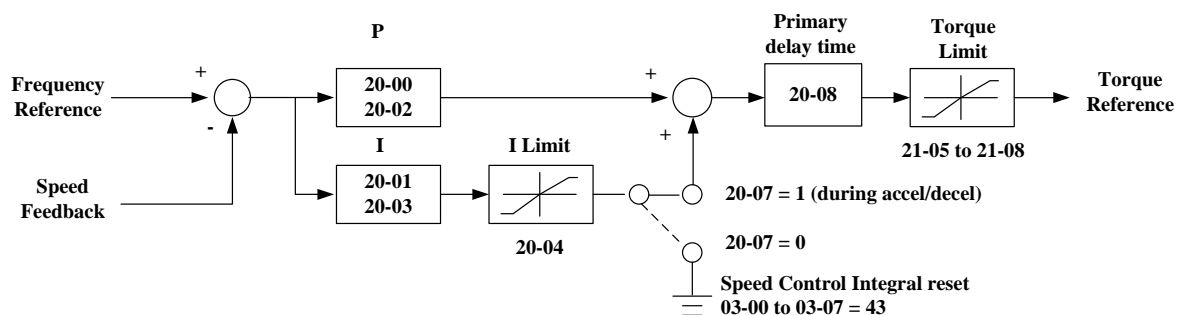 P
Primary
delay time
Torque
Limit
Frequency
Reference
+
-
20-00
20-02
+
+
20-08
Torque
Reference
21-05 to 21-08
I
I Limit
Speed
Feedback
20-01
20-03
20-04
20-07 = 1 (during accel/decel)
20-07 = 0
Speed Control Integral reset
03-00 to 03-07 = 43